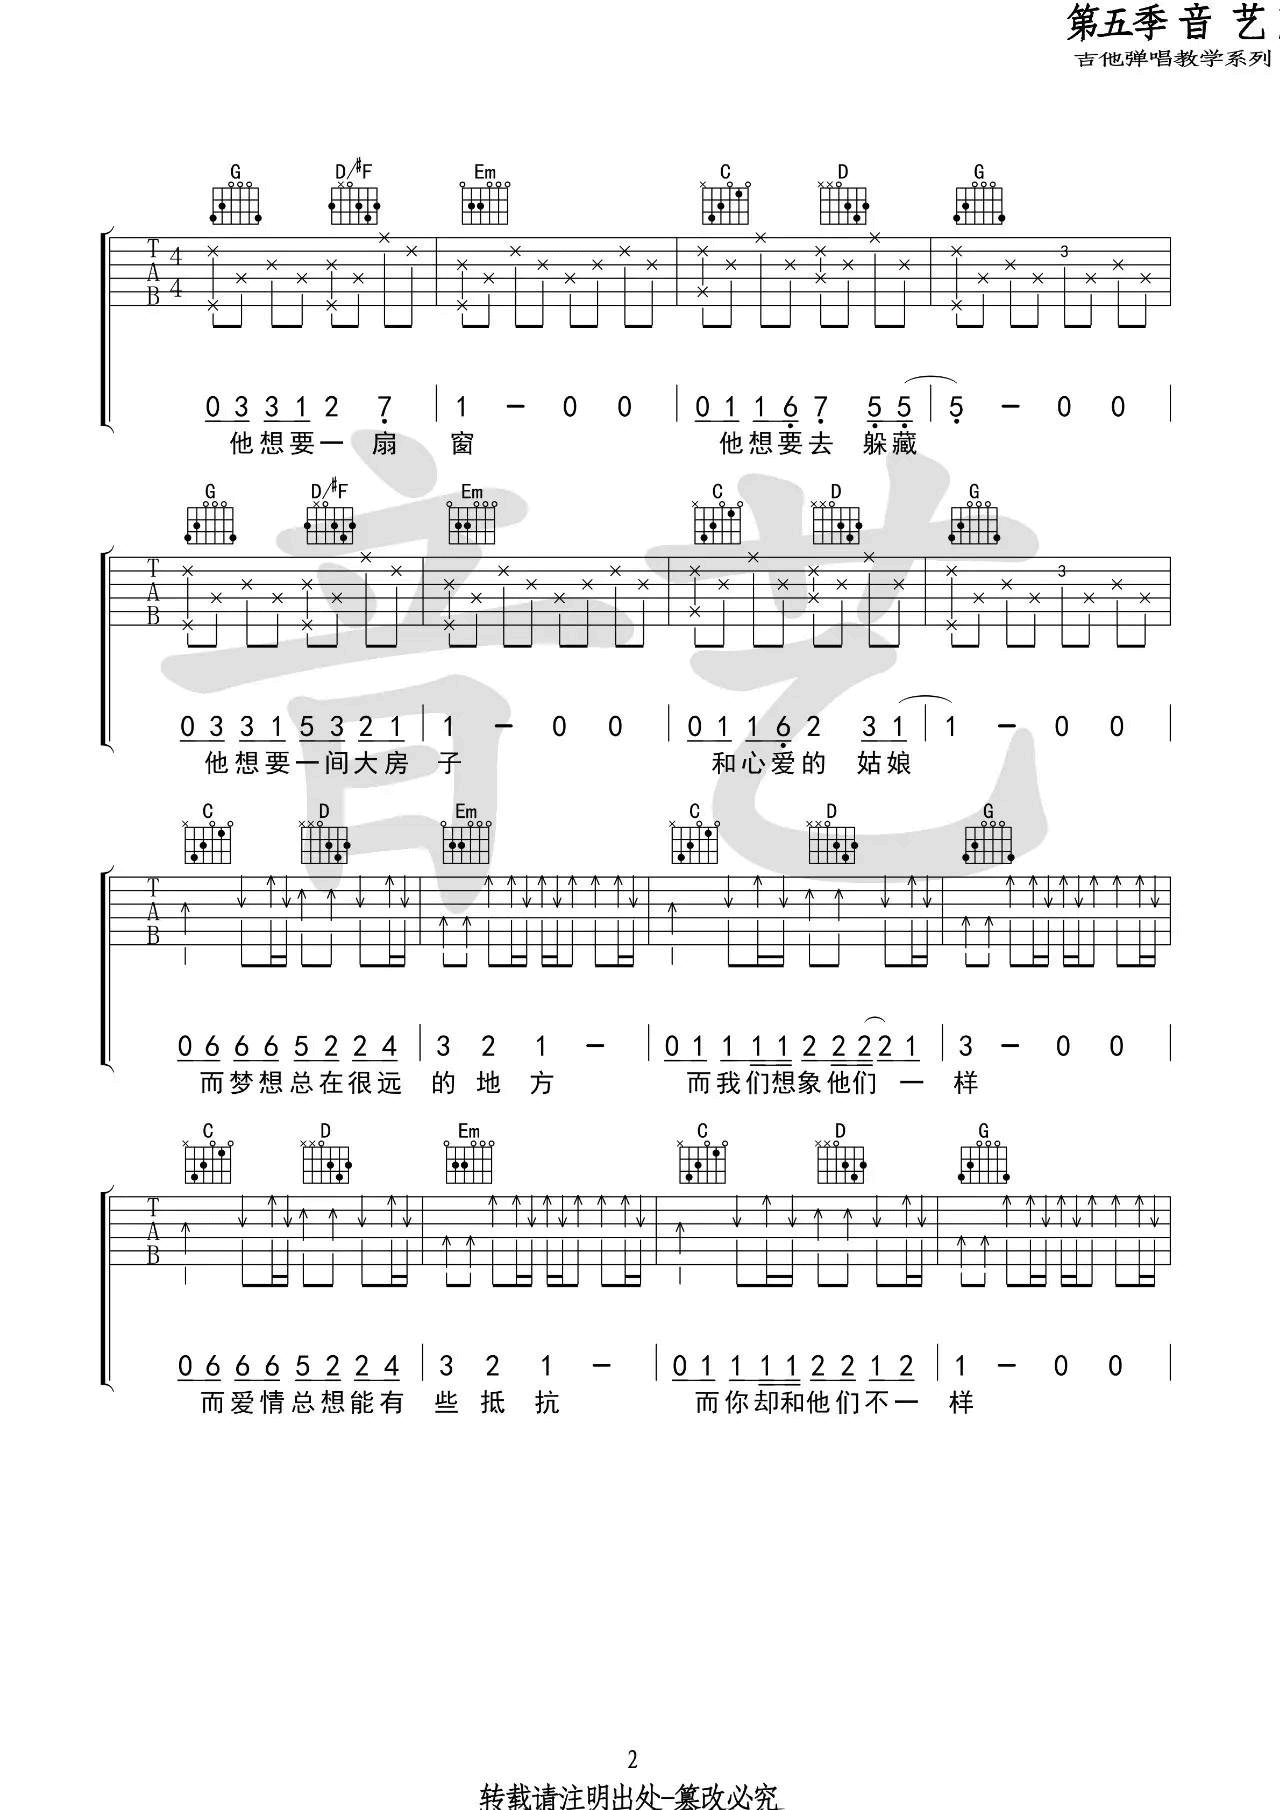 第五季音 艺
吉他弹唱教学系列
G D/#F Em C D G
T 4 3
A
B 4
0 3 3 1 2 7 1 — 0 0 0 1 1 6 7 5 5 5 — 0 0
他想要一 扇 窗 他想要去 躲藏
G D/#F Em C D G
T 3
A
B
0 3 3 1 5 3 2 1 1 — 0 0 0 1 1 6 2 3 1 1 — 0 0
他想要一间大房 子 和心爱的 姑娘
C D Em C D G
T
A
B
0 6 6 6 5 2 2 4 3 2 1 — 0 1 1 1 1 2 2 2 2 1 3 — 0 0
而梦想总在很远 的 地 方 而我们想象他们 一 样
C D Em C D G
T
A
B
0 6 6 6 5 2 2 4 3 2 1 — 0 1 1 1 1 2 2 1 2 1 — 0 0
而爱情总想能有 些 抵 抗 而你却和他们不一 样
音艺
2
转载请注明出处-篡改必究